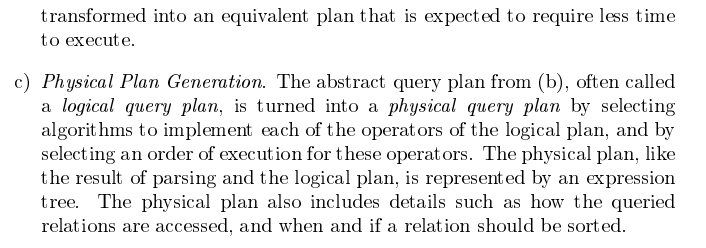 transformed into an equivalent plan that is expected to require less time
to execute.
c) Physical Plan Generation. The abstract query plan from (b), often called
a logical query plan, is turned into a physical query plan by selecting
algorithms to implement each of the operators of the logical plan, and by
selecting an order of execution for these operators. The physical plan, like
the result of parsing and the logical plan, is represented by an expression
tree. The physical plan also includes details such as how the queried
relations are accessed, and when and if a relation should be sorted.